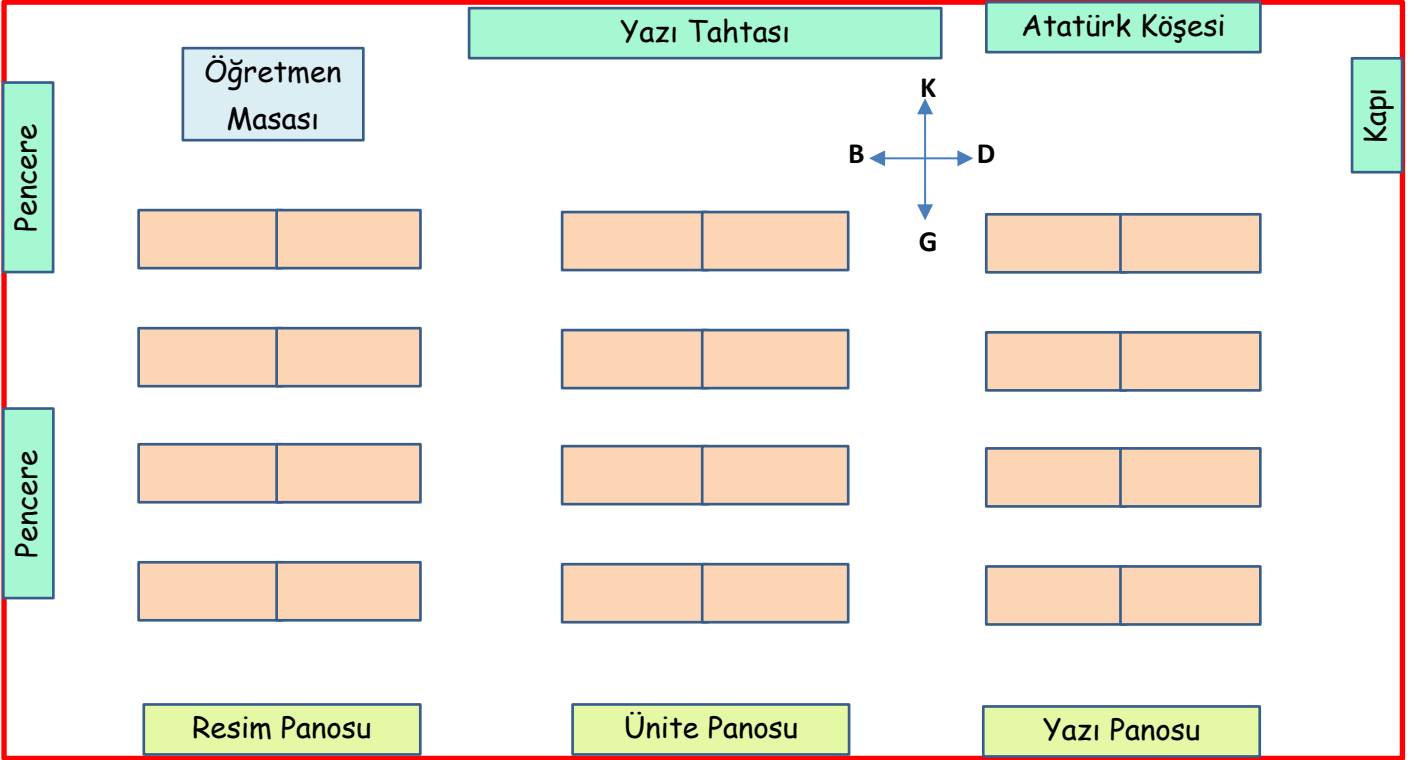 Yazı Tahtası
Atatürk Köşesi
Öğretmen
Masası
Kapı
Pencere
K
B
D
G
Pencere
Resim Panosu
Ünite Panosu
Yazı Panosu